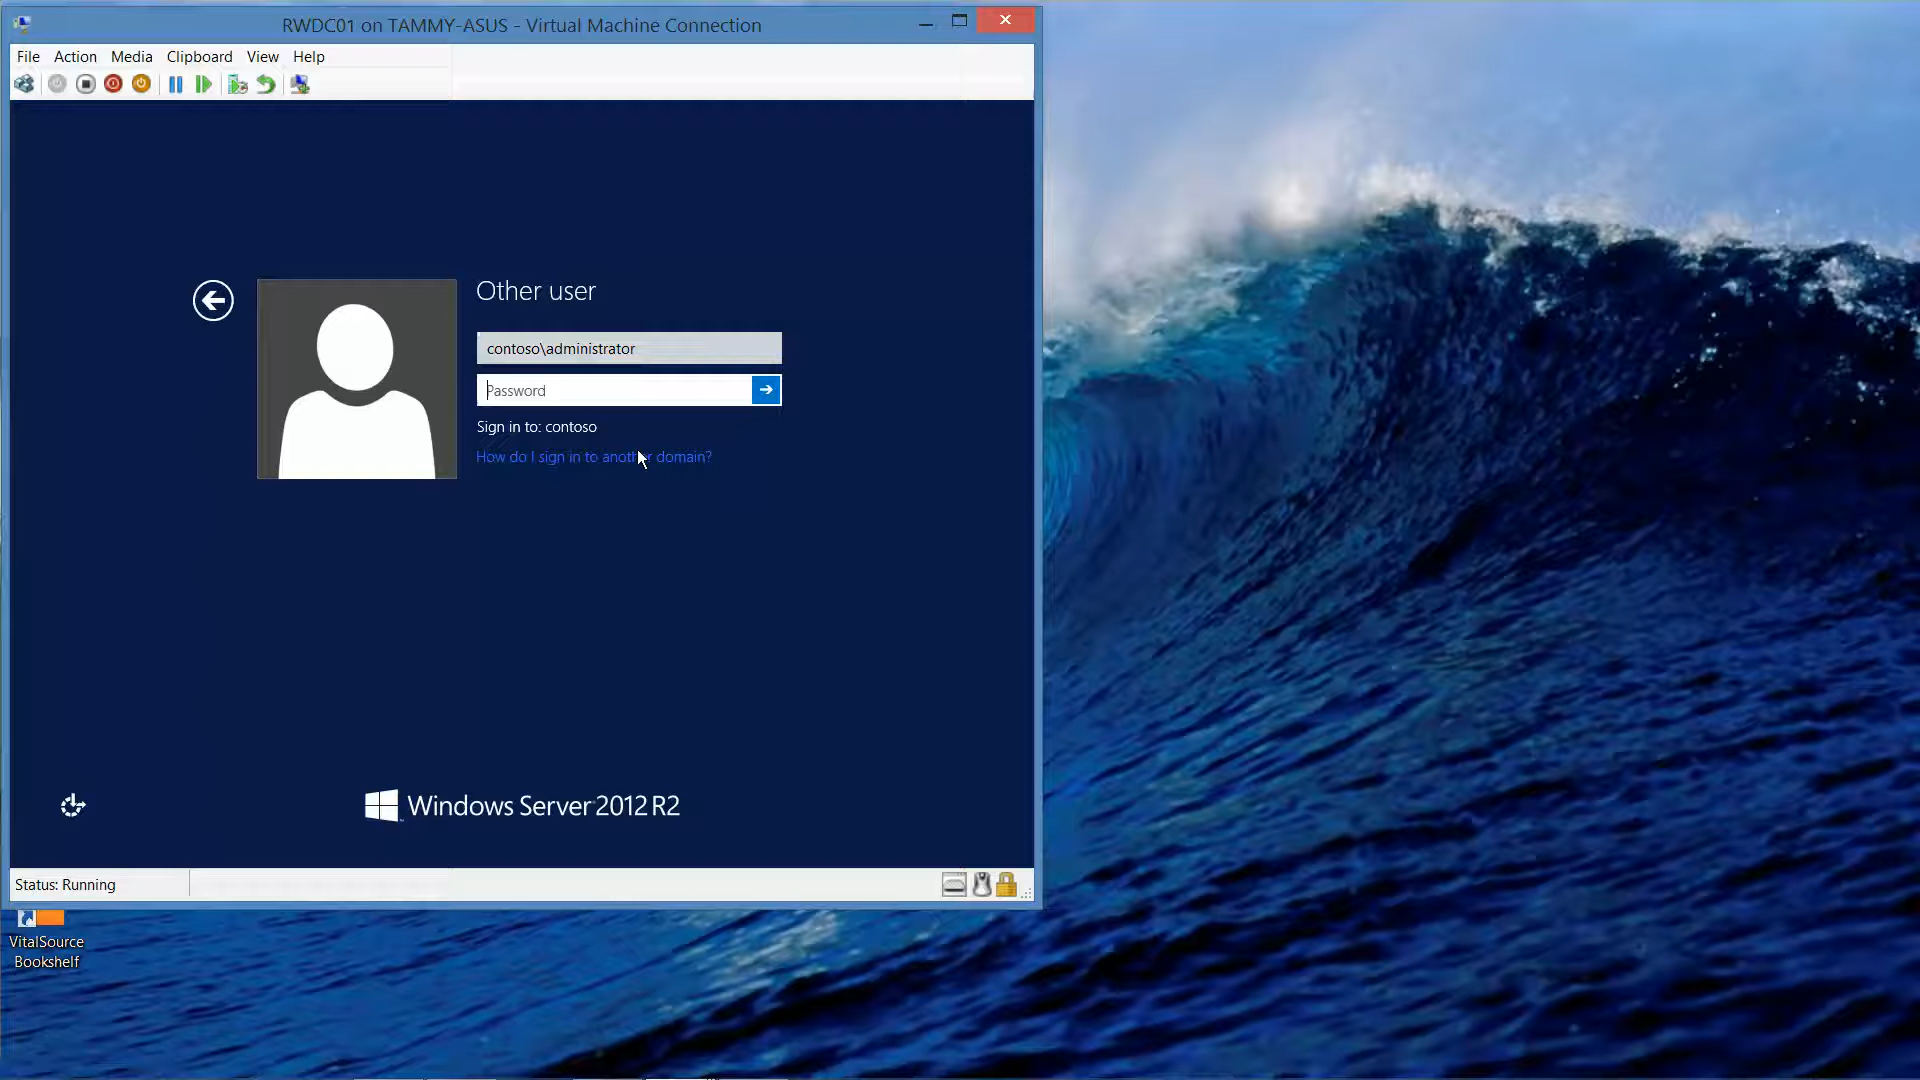 RWDC01 on TAMMY-ASUS - Virtual Machine Connection
File Action Media Clipboard View Help
Other user
contoso\administrator
Password
Sign in to: contoso
How do I sign in to another domain?
Windows Server 2012 R2
Status: Running
VitalSource
Bookshelf